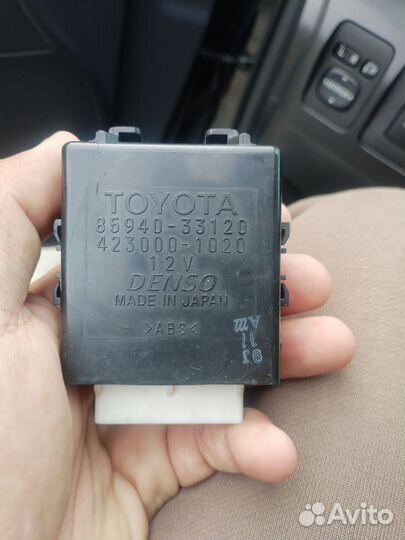 TOYOTA
85940-33120
423000-1020
12V
DENSO
MADE IN JAPAN
>ABS<
Avito